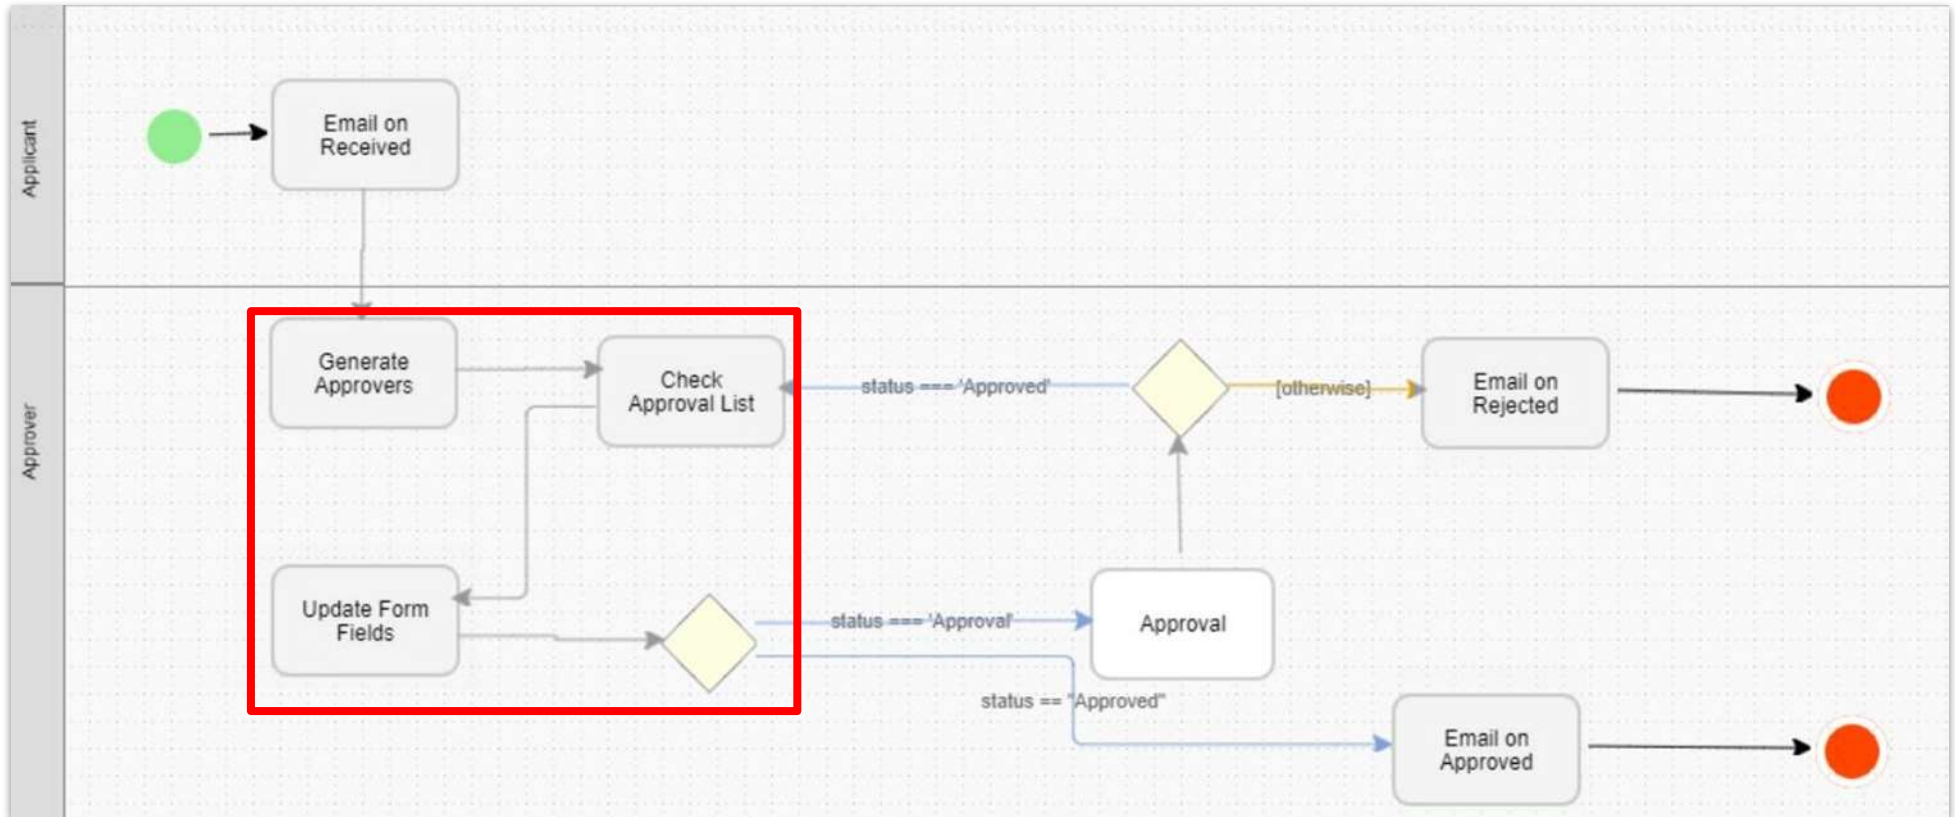 Applicant
Email on
Received
Approver
Generate
Approvers
Check
Approval List
status === 'Approved'
[otherwise]
Email on
Rejected
Update Form
Fields
status === 'Approval'
Approval
status == "Approved"
Email on
Approved